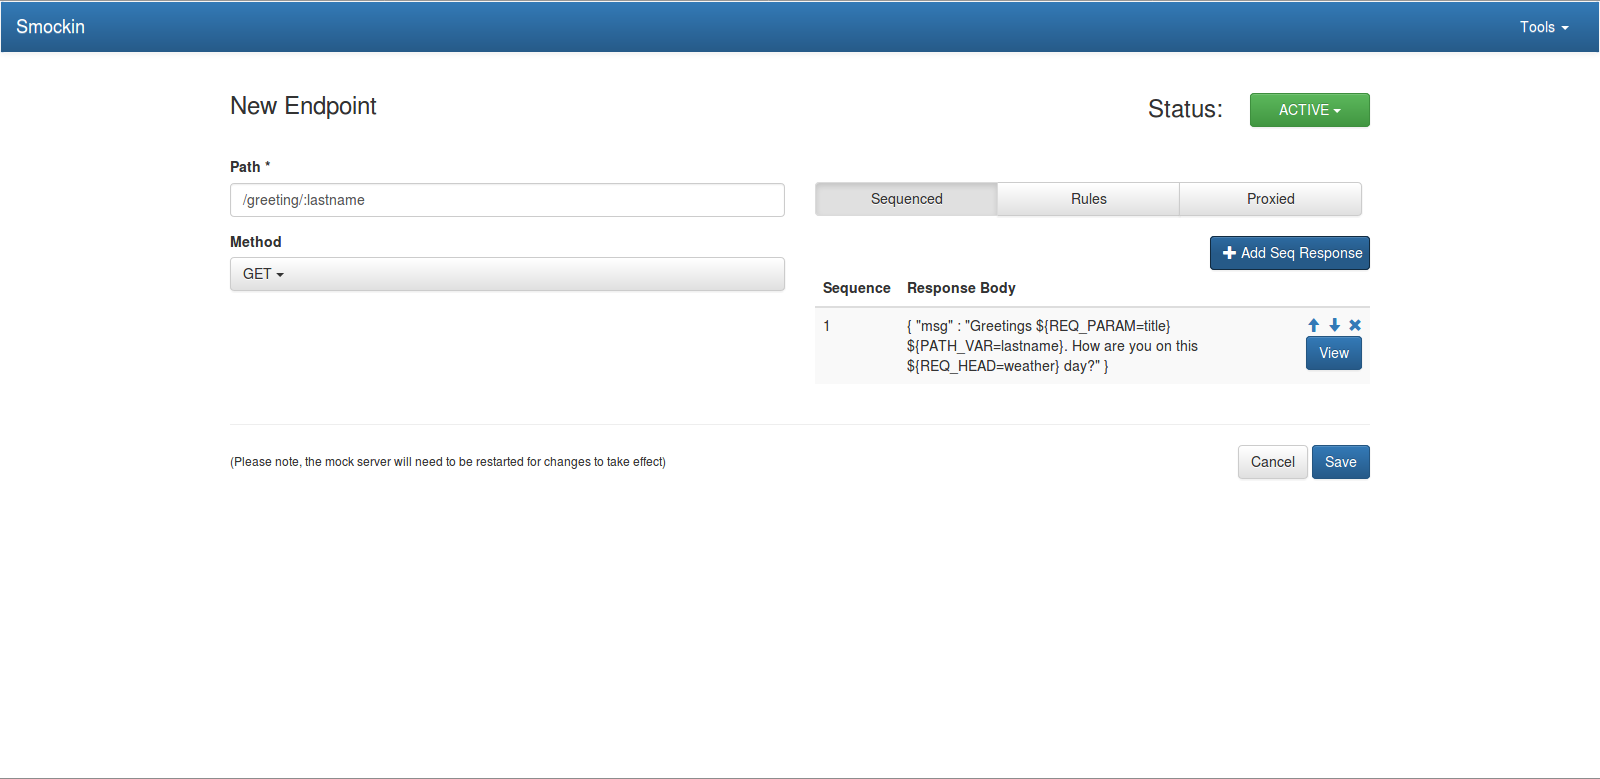 Smockin
Tools
New Endpoint
Status:
ACTIVE
Path *
/greeting/:lastname
Sequenced
Rules
Proxied
Method
GET
Add Seq Response
Sequence
Response Body
1
{ "msg" : "Greetings ${REQ_PARAM=title}
${PATH_VAR=lastname}. How are you on this
${REQ_HEAD=weather} day?" }
View
(Please note, the mock server will need to be restarted for changes to take effect)
Cancel
Save